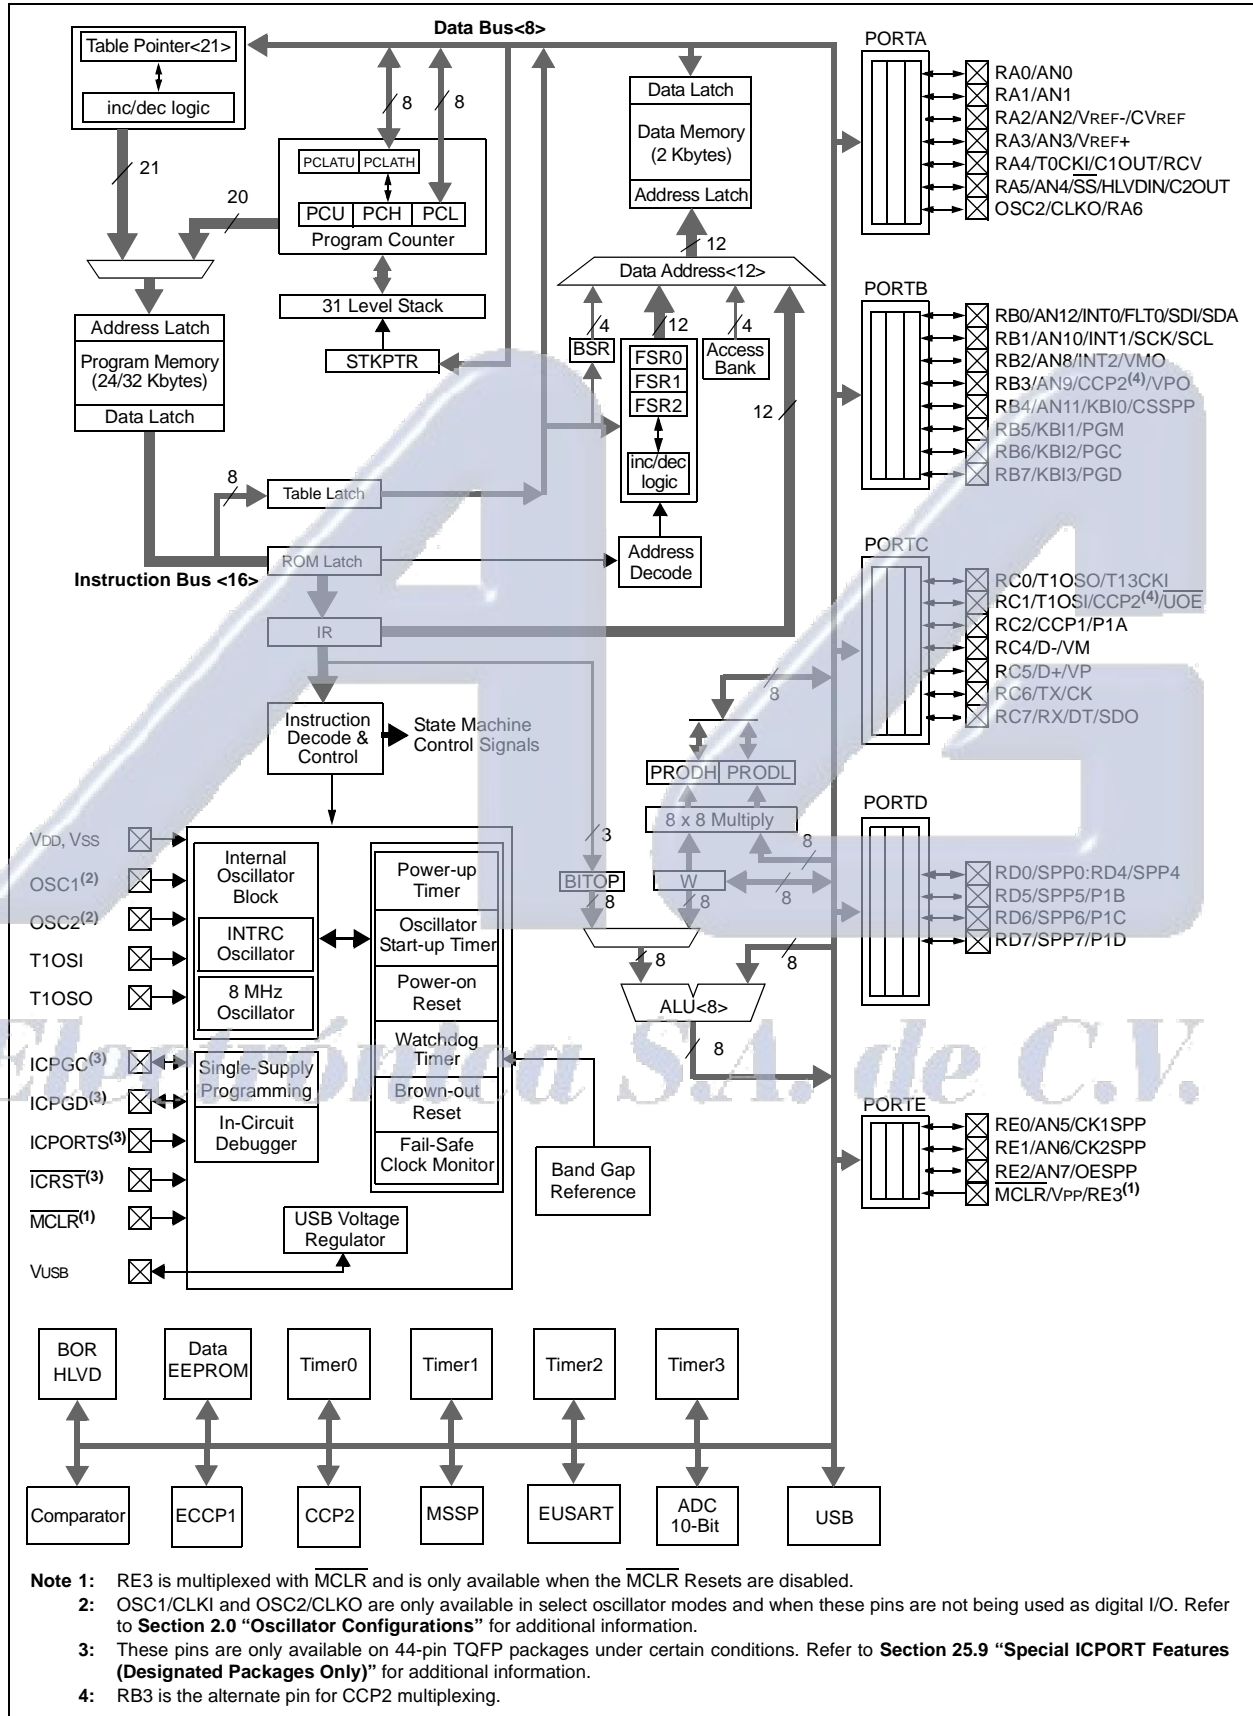 Data Bus<8>
Table Pointer<21>
inc/dec logic
21
20
8
8
PCLATU PCLATH
PCU PCH PCL
Program Counter
31 Level Stack
STKPTR
Address Latch
Program Memory
(24/32 Kbytes)
Data Latch
8
Table Latch
ROM Latch
Instruction Bus <16>
IR
Data Latch
Data Memory
(2 Kbytes)
Address Latch
12
Data Address<12>
4
12
4
BSR
FSR0
FSR1
FSR2
inc/dec
logic
Access
Bank
12
Address
Decode
Instruction
Decode &
Control
State Machine
Control Signals
8
PRODH PRODL
8 x 8 Multiply
3
8
BITOP
W
8
8
8
8
8
ALU<8>
8
VDD, VSS
OSC1(2)
OSC2(2)
T1OSI
T1OSO
ICPGC(3)
ICPGD(3)
ICPORTS(3)
ICRST(3)
MCLR(1)
VUSB
Internal
Oscillator
Block
INTRC
Oscillator
8 MHz
Oscillator
Single-Supply
Programming
In-Circuit
Debugger
Power-up
Timer
Oscillator
Start-up Timer
Power-on
Reset
Watchdog
Timer
Brown-out
Reset
Fail-Safe
Clock Monitor
Band Gap
Reference
USB Voltage
Regulator
PORTA
RA0/AN0
RA1/AN1
RA2/AN2/VREF-/CVREF
RA3/AN3/VREF+
RA4/T0CKI/C1OUT/RCV
RA5/AN4/SS/HLVDIN/C2OUT
OSC2/CLKO/RA6
PORTB
RB0/AN12/INT0/FLT0/SDI/SDA
RB1/AN10/INT1/SCK/SCL
RB2/AN8/INT2/VMO
RB3/AN9/CCP2(4)/VPO
RB4/AN11/KBI0/CSSPP
RB5/KBI1/PGM
RB6/KBI2/PGC
RB7/KBI3/PGD
PORTC
RC0/T1OSO/T13CKI
RC1/T1OSI/CCP2(4)/UOE
RC2/CCP1/P1A
RC4/D-/VM
RC5/D+/VP
RC6/TX/CK
RC7/RX/DT/SDO
PORTD
RD0/SPP0:RD4/SPP4
RD5/SPP5/P1B
RD6/SPP6/P1C
RD7/SPP7/P1D
PORTE
RE0/AN5/CK1SPP
RE1/AN6/CK2SPP
RE2/AN7/OESPP
MCLR/VPP/RE3(1)
Electrónica S.A. de C.V.
BOR
HLVD
Data
EEPROM
Timer0
Timer1
Timer2
Timer3
Comparator
ECCP1
CCP2
MSSP
EUSART
ADC
10-Bit
USB
Note 1: RE3 is multiplexed with MCLR and is only available when the MCLR Resets are disabled.
2: OSC1/CLKI and OSC2/CLKO are only available in select oscillator modes and when these pins are not being used as digital I/O. Refer
to Section 2.0 “Oscillator Configurations” for additional information.
3: These pins are only available on 44-pin TQFP packages under certain conditions. Refer to Section 25.9 “Special ICPORT Features
(Designated Packages Only)” for additional information.
4: RB3 is the alternate pin for CCP2 multiplexing.